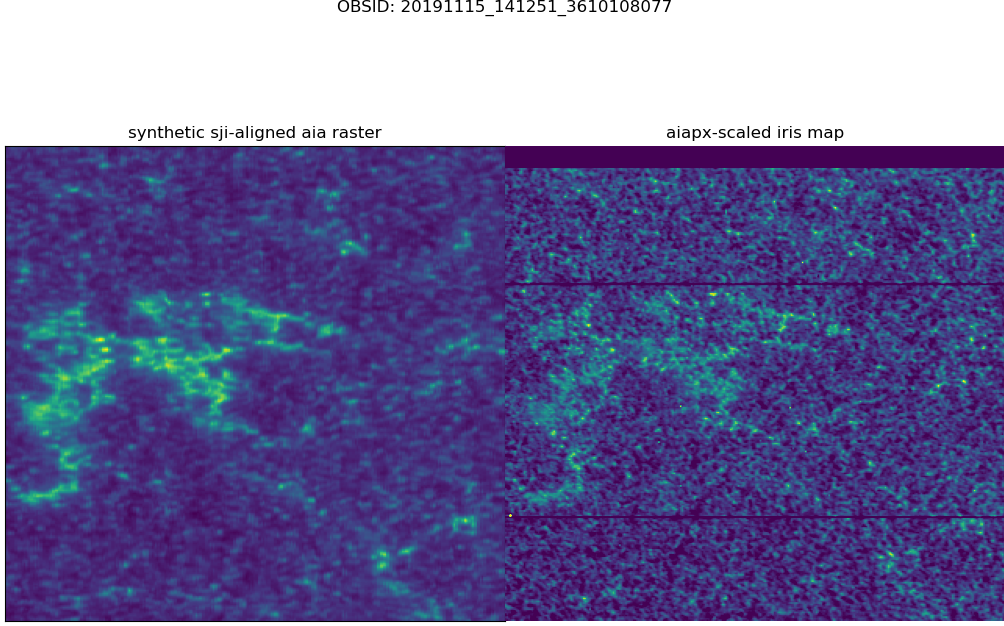 OBSID: 20191115_141251_3610108077
synthetic sji-aligned aia raster
aiapx-scaled iris map